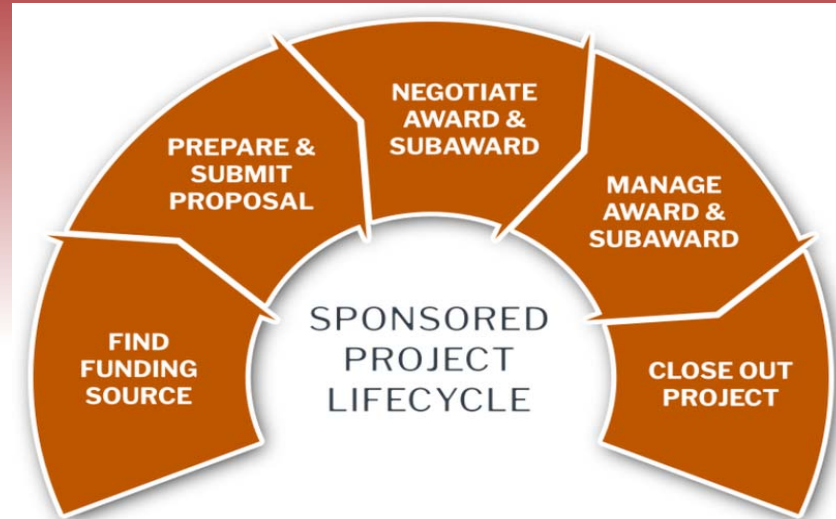 FIND
FUNDING
SOURCE
PREPARE &
SUBMIT
PROPOSAL
NEGOTIATE
AWARD &
SUBAWARD
MANAGE
AWARD &
SUBAWARD
CLOSE OUT
PROJECT
SPONSORED
PROJECT
LIFECYCLE